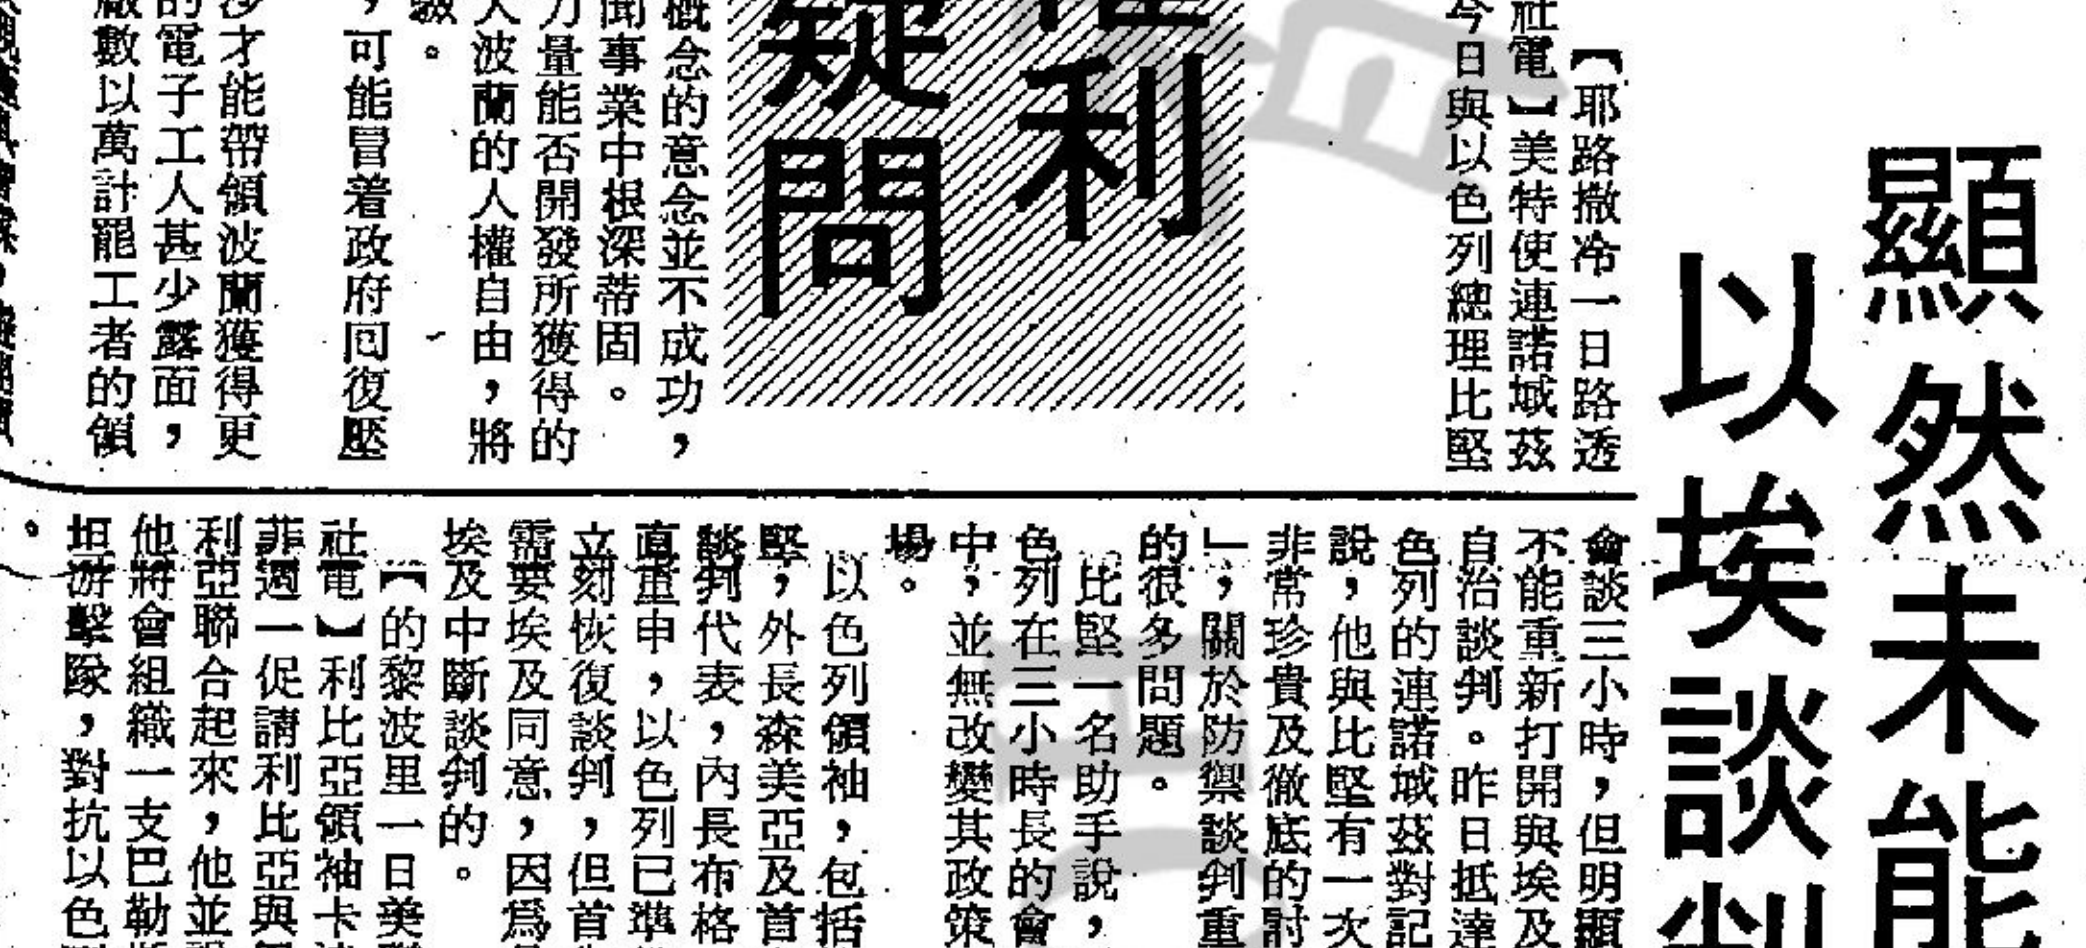 顯然未能
以埃談判
【耶路撒冷一日路透
社電】美特使連諾域茲
今日與以色列總理比堅
會談三小時，但明顯
不能重新打開與埃及
自治談判。昨日抵達
色列的連諾域茲對記
說，他與比堅有一次
非常珍貴及徹底的討
」，關於防禦談判重
的很多問題。
比堅一名助手說，
色列在三小時長的會
中，並無改變其政策
場。
以色列領袖，包括
堅，外長森美亞及首
談判代表，內長布格
直重申，以色列已準
立刻恢復談判，但首
需要埃及同意，因爲
埃及中斷談判的。
【的黎波里一日美聯
社電】利比亞領袖卡
菲週一促請利比亞與
利亞聯合起來，他並
他將會組織一支巴勒
坦游擊隊，對抗以色
利
疑問
概念的意念並不成功，
聞事業中根深蒂固。
力量能否開發所獲得的
人波蘭的人權自由，將
驗。
，可能冒着政府回復壓
步才能帶領波蘭獲得更
的電子工人甚少露面，
廠數以萬計罷工者的領